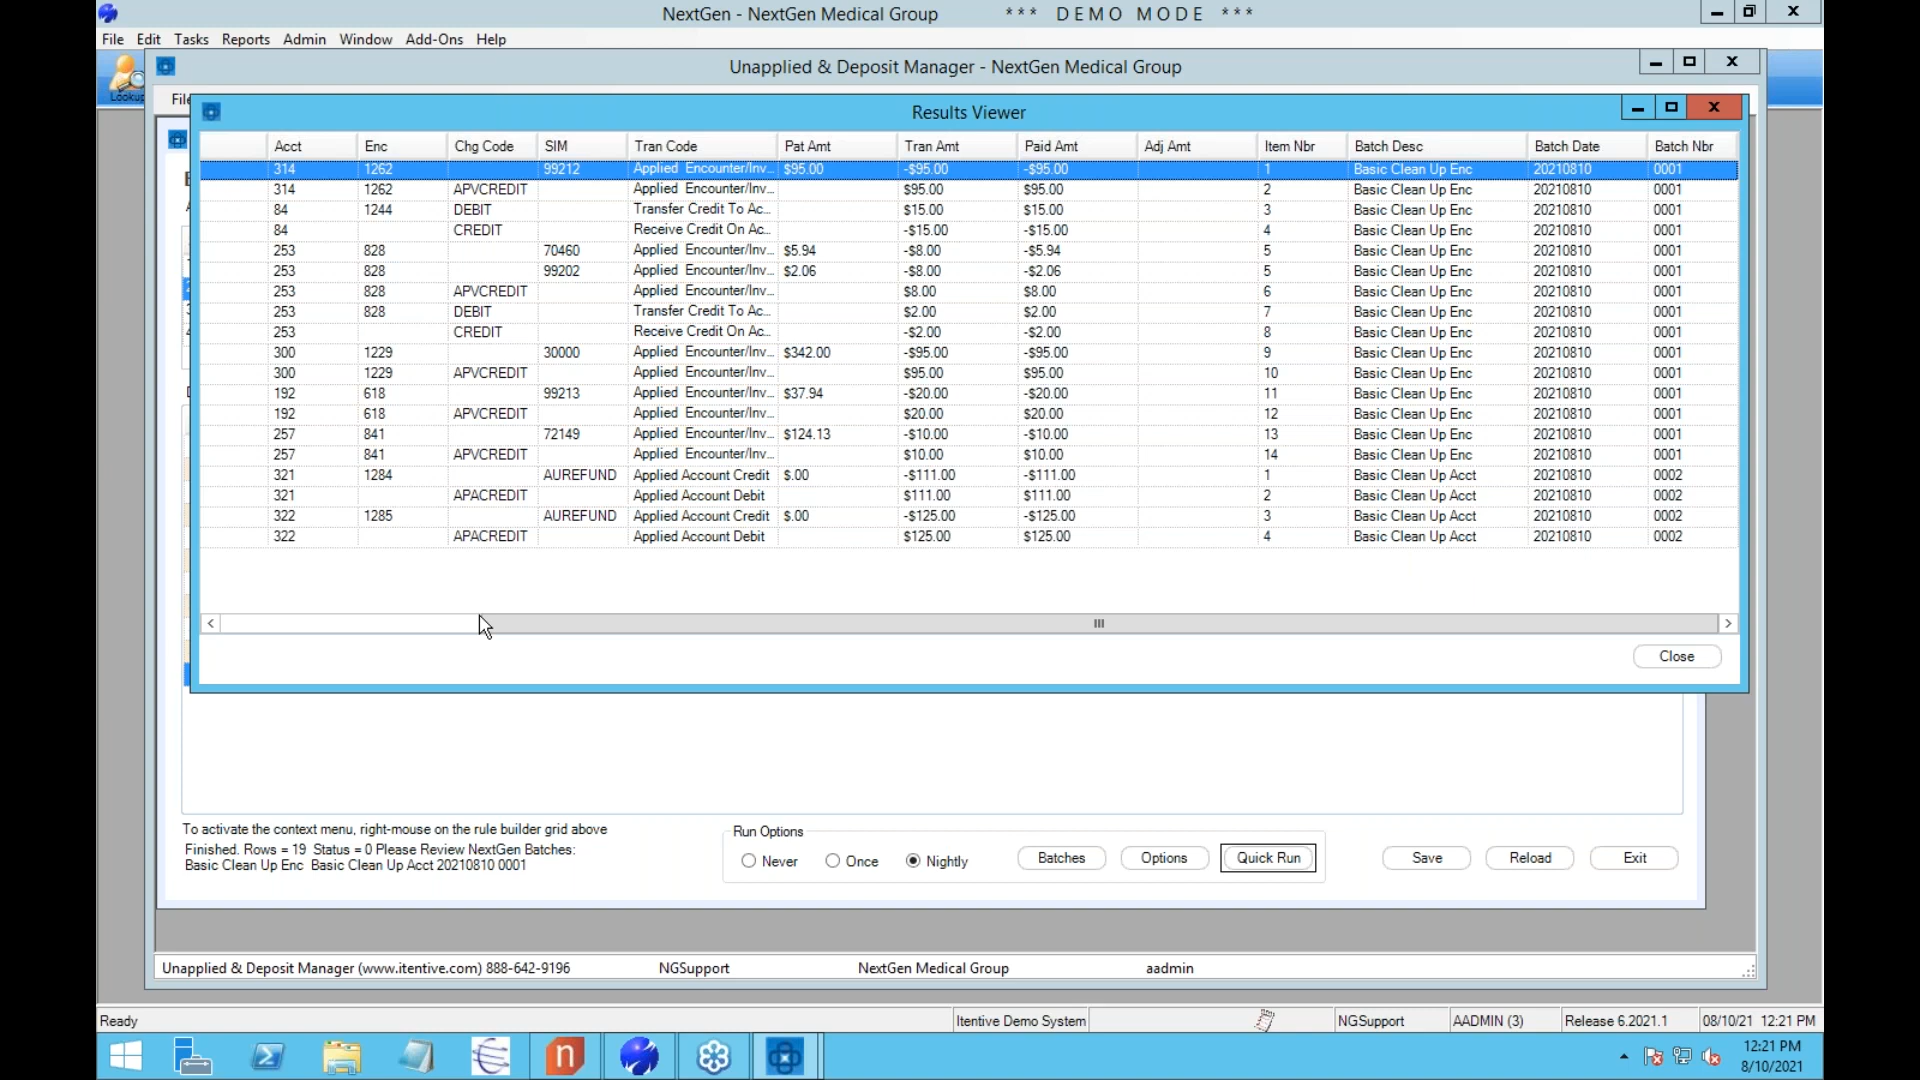 NextGen - NextGen Medical Group *** D E M O M O D E ***
File Edit Tasks Reports Admin Window Add-Ons Help
Unapplied & Deposit Manager - NextGen Medical Group
Lookup
File
Results Viewer
Acct Enc Chg Code SIM Tran Code Pat Amt Tran Amt Paid Amt Adj Amt Item Nbr Batch Desc Batch Date Batch Nbr
314 1262 99212 Applied Encounter/Inv... $95.00 -$95.00 -$95.00 1 Basic Clean Up Enc 20210810 0001
314 1262 APVCREDIT Applied Encounter/Inv... $95.00 $95.00 2 Basic Clean Up Enc 20210810 0001
84 1244 DEBIT Transfer Credit To Ac... $15.00 $15.00 3 Basic Clean Up Enc 20210810 0001
84 CREDIT Receive Credit On Ac... -$15.00 -$15.00 4 Basic Clean Up Enc 20210810 0001
253 828 70460 Applied Encounter/Inv... $5.94 -$8.00 -$5.94 5 Basic Clean Up Enc 20210810 0001
253 828 99202 Applied Encounter/Inv... $2.06 -$8.00 -$2.06 5 Basic Clean Up Enc 20210810 0001
253 828 APVCREDIT Applied Encounter/Inv... $8.00 $8.00 6 Basic Clean Up Enc 20210810 0001
253 828 DEBIT Transfer Credit To Ac... $2.00 $2.00 7 Basic Clean Up Enc 20210810 0001
253 CREDIT Receive Credit On Ac... -$2.00 -$2.00 8 Basic Clean Up Enc 20210810 0001
300 1229 30000 Applied Encounter/Inv... $342.00 -$95.00 -$95.00 9 Basic Clean Up Enc 20210810 0001
300 1229 APVCREDIT Applied Encounter/Inv... $95.00 $95.00 10 Basic Clean Up Enc 20210810 0001
192 618 99213 Applied Encounter/Inv... $37.94 -$20.00 -$20.00 11 Basic Clean Up Enc 20210810 0001
192 618 APVCREDIT Applied Encounter/Inv... $20.00 $20.00 12 Basic Clean Up Enc 20210810 0001
257 841 72149 Applied Encounter/Inv... $124.13 -$10.00 -$10.00 13 Basic Clean Up Enc 20210810 0001
257 841 APVCREDIT Applied Encounter/Inv... $10.00 $10.00 14 Basic Clean Up Enc 20210810 0001
321 1284 AUREFUND Applied Account Credit $.00 -$111.00 -$111.00 1 Basic Clean Up Acct 20210810 0002
321 APACREDIT Applied Account Debit $111.00 $111.00 2 Basic Clean Up Acct 20210810 0002
322 1285 AUREFUND Applied Account Credit $.00 -$125.00 -$125.00 3 Basic Clean Up Acct 20210810 0002
322 APACREDIT Applied Account Debit $125.00 $125.00 4 Basic Clean Up Acct 20210810 0002
Close
To activate the context menu, right-mouse on the rule builder grid above
Finished. Rows = 19 Status = 0 Please Review NextGen Batches:
Basic Clean Up Enc Basic Clean Up Acct 20210810 0001
Run Options
Never Once Nightly Batches Options Quick Run Save Reload Exit
Unapplied & Deposit Manager (www.itentive.com) 888-642-9196 NGSupport NextGen Medical Group aadmin
Ready Itentive Demo System NGSupport AADMIN (3) Release 6.2021.1 08/10/21 12:21 PM
12:21 PM
8/10/2021